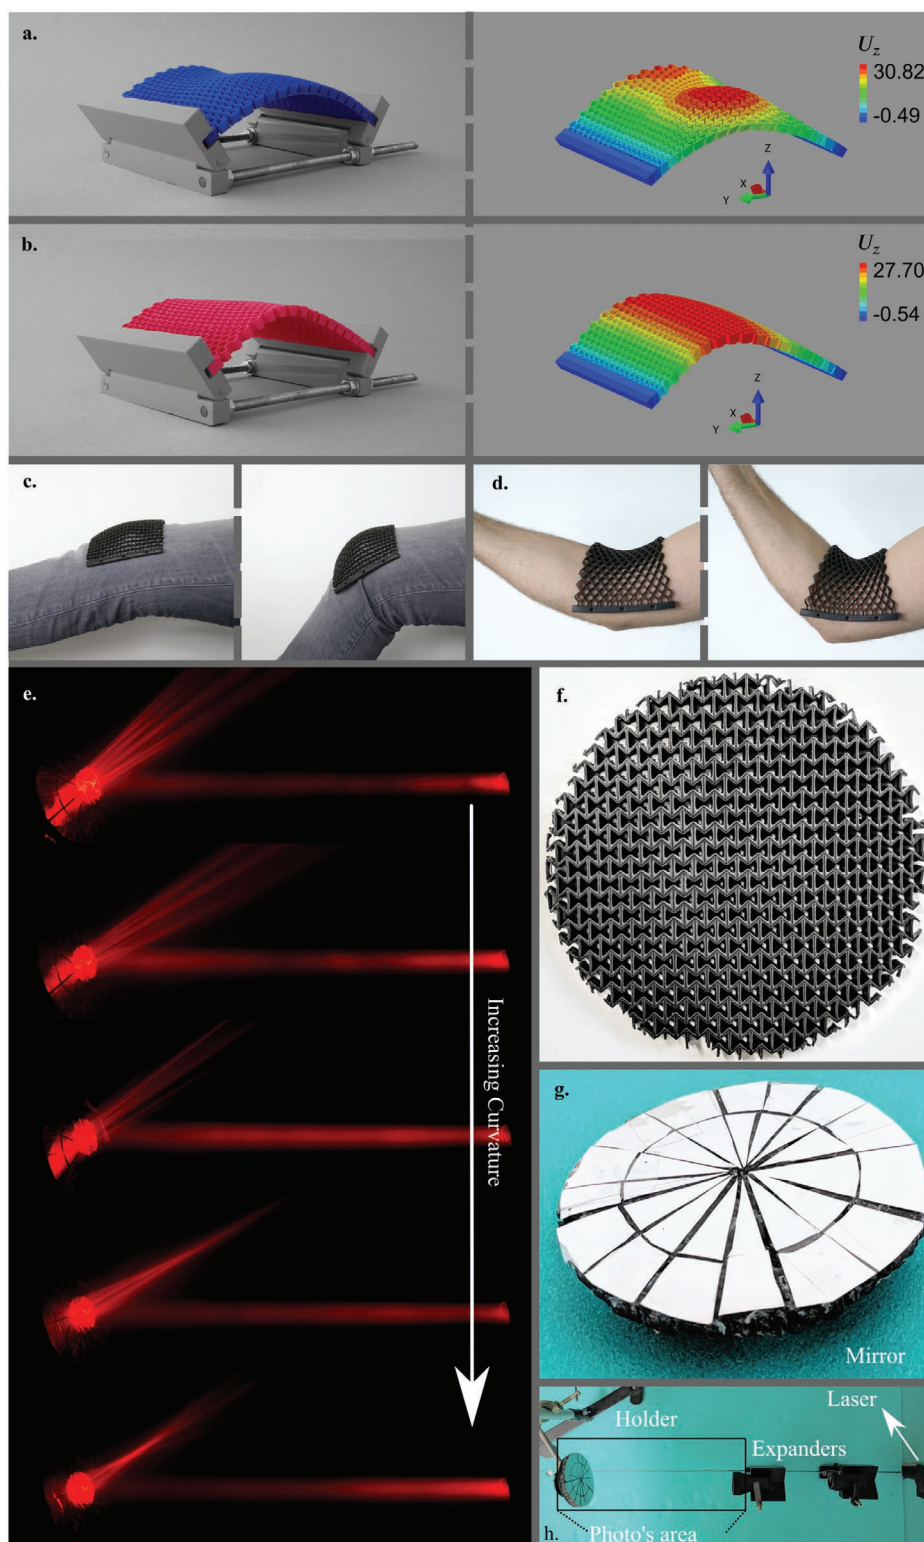 a.
U_z
30.82
-0.49
Z
X
Y
b.
U_z
27.70
-0.54
Z
X
Y
c.
d.
e.
Increasing Curvature
f.
g.
Mirror
Laser
Holder
Expanders
Photo's area
h.